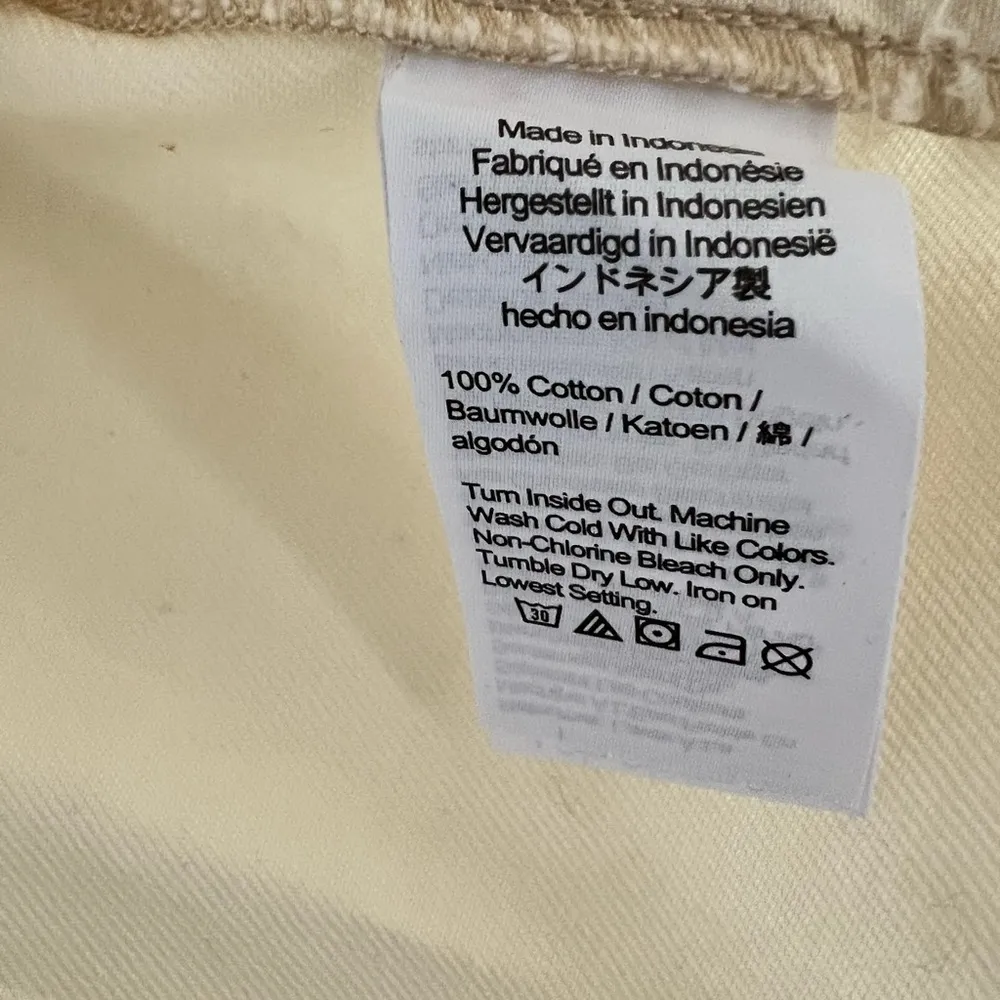 Made in Indonesia
Fabriqué en Indonésie
Hergestellt in Indonesien
Vervaardigd in Indonesië
インドネシア製
hecho en indonesia
100% Cotton / Coton /
Baumwolle / Katoen / 綿 /
algodón
Turn Inside Out. Machine
Wash Cold With Like Colors.
Non-Chlorine Bleach Only.
Tumble Dry Low. Iron on
Lowest Setting.
30